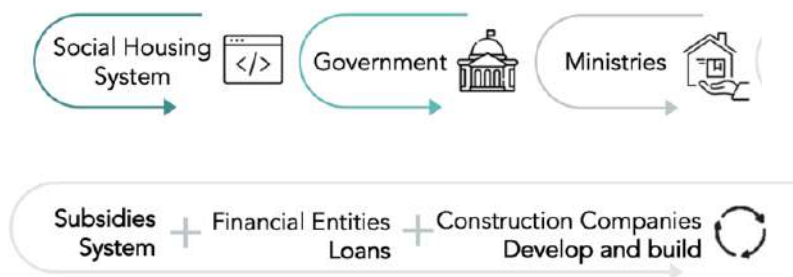 Social Housing
System
</>
Government
Ministries
Subsidies
System
+
Financial Entities
Loans
+
Construction Companies
Develop and build